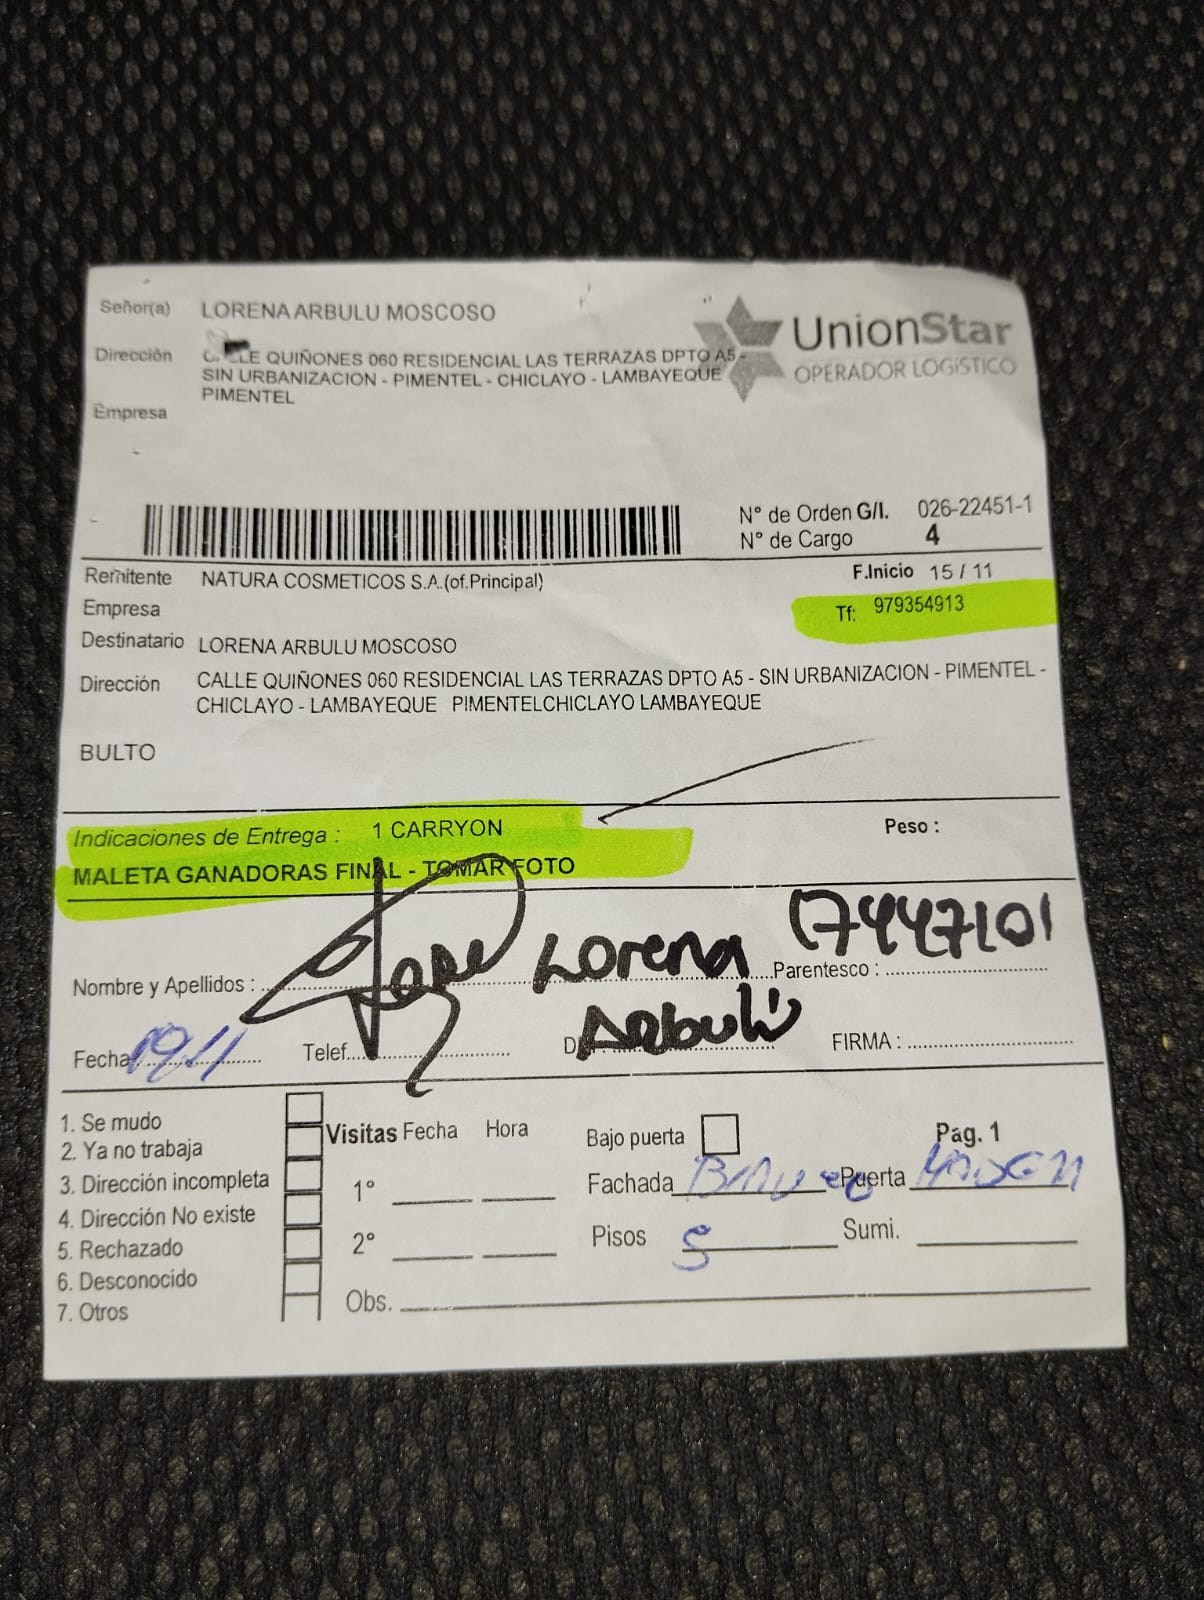 Señor(a) LORENA ARBULU MOSCOSO
UnionStar
OPERADOR LOGÍSTICO
Dirección CALLE QUIÑONES 060 RESIDENCIAL LAS TERRAZAS DPTO A5 -
SIN URBANIZACION - PIMENTEL - CHICLAYO - LAMBAYEQUE
PIMENTEL
Empresa
N° de Orden G/I. 026-22451-1
N° de Cargo 4
Remitente NATURA COSMETICOS S.A.(of.Principal)
F.Inicio 15 / 11
Empresa
Tf: 979354913
Destinatario LORENA ARBULU MOSCOSO
Dirección CALLE QUIÑONES 060 RESIDENCIAL LAS TERRAZAS DPTO A5 - SIN URBANIZACION - PIMENTEL -
CHICLAYO - LAMBAYEQUE PIMENTELCHICLAYO LAMBAYEQUE
BULTO
Indicaciones de Entrega : 1 CARRYON
Peso :
MALETA GANADORAS FINAL - TOMAR FOTO
17447101
Nombre y Apellidos : Lorena Parentesco :
Arbulú
Fecha 19/11 Telef. FIRMA :
1. Se mudo
2. Ya no trabaja
3. Dirección incompleta
4. Dirección No existe
5. Rechazado
6. Desconocido
7. Otros
Visitas Fecha Hora
1°
2°
Obs.
Bajo puerta Pág. 1
Fachada Puerta
Pisos 5 Sumi.